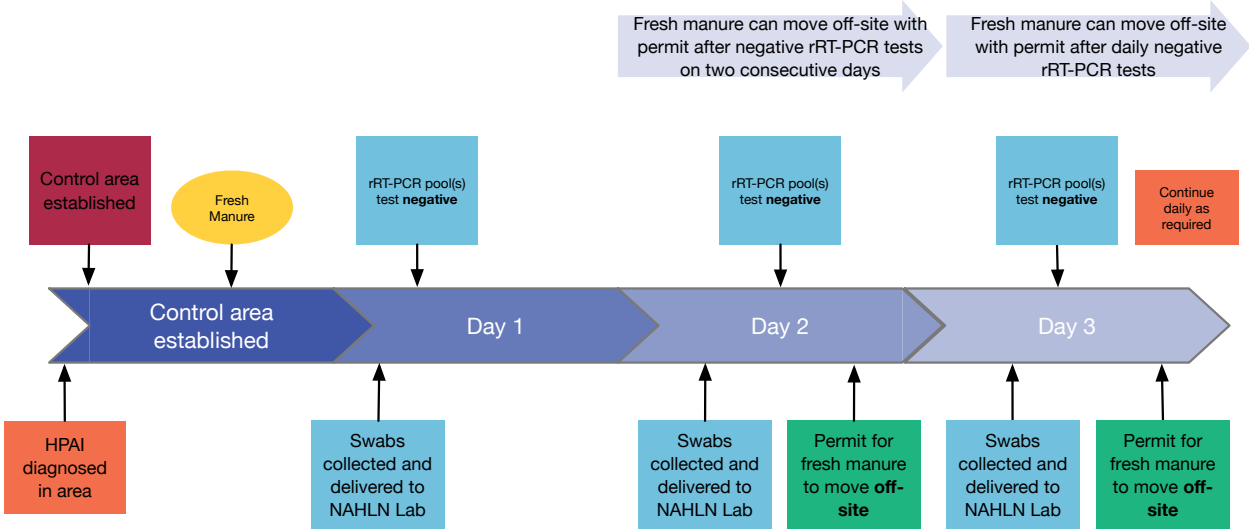 Fresh manure can move off-site with
permit after negative rRT-PCR tests
on two consecutive days
Fresh manure can move off-site
with permit after daily negative
rRT-PCR tests
Control area
established
Fresh
Manure
rRT-PCR pool(s)
test negative
rRT-PCR pool(s)
test negative
rRT-PCR pool(s)
test negative
Continue
daily as
required
Control area
established
Day 1
Day 2
Day 3
HPAI
diagnosed
in area
Swabs
collected and
delivered to
NAHLN Lab
Swabs
collected and
delivered to
NAHLN Lab
Permit for
fresh manure
to move off-
site
Swabs
collected and
delivered to
NAHLN Lab
Permit for
fresh manure
to move off-
site